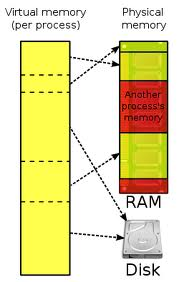 Virtual memory
(per process)
Physical
memory
Another
process's
memory
RAM
Disk